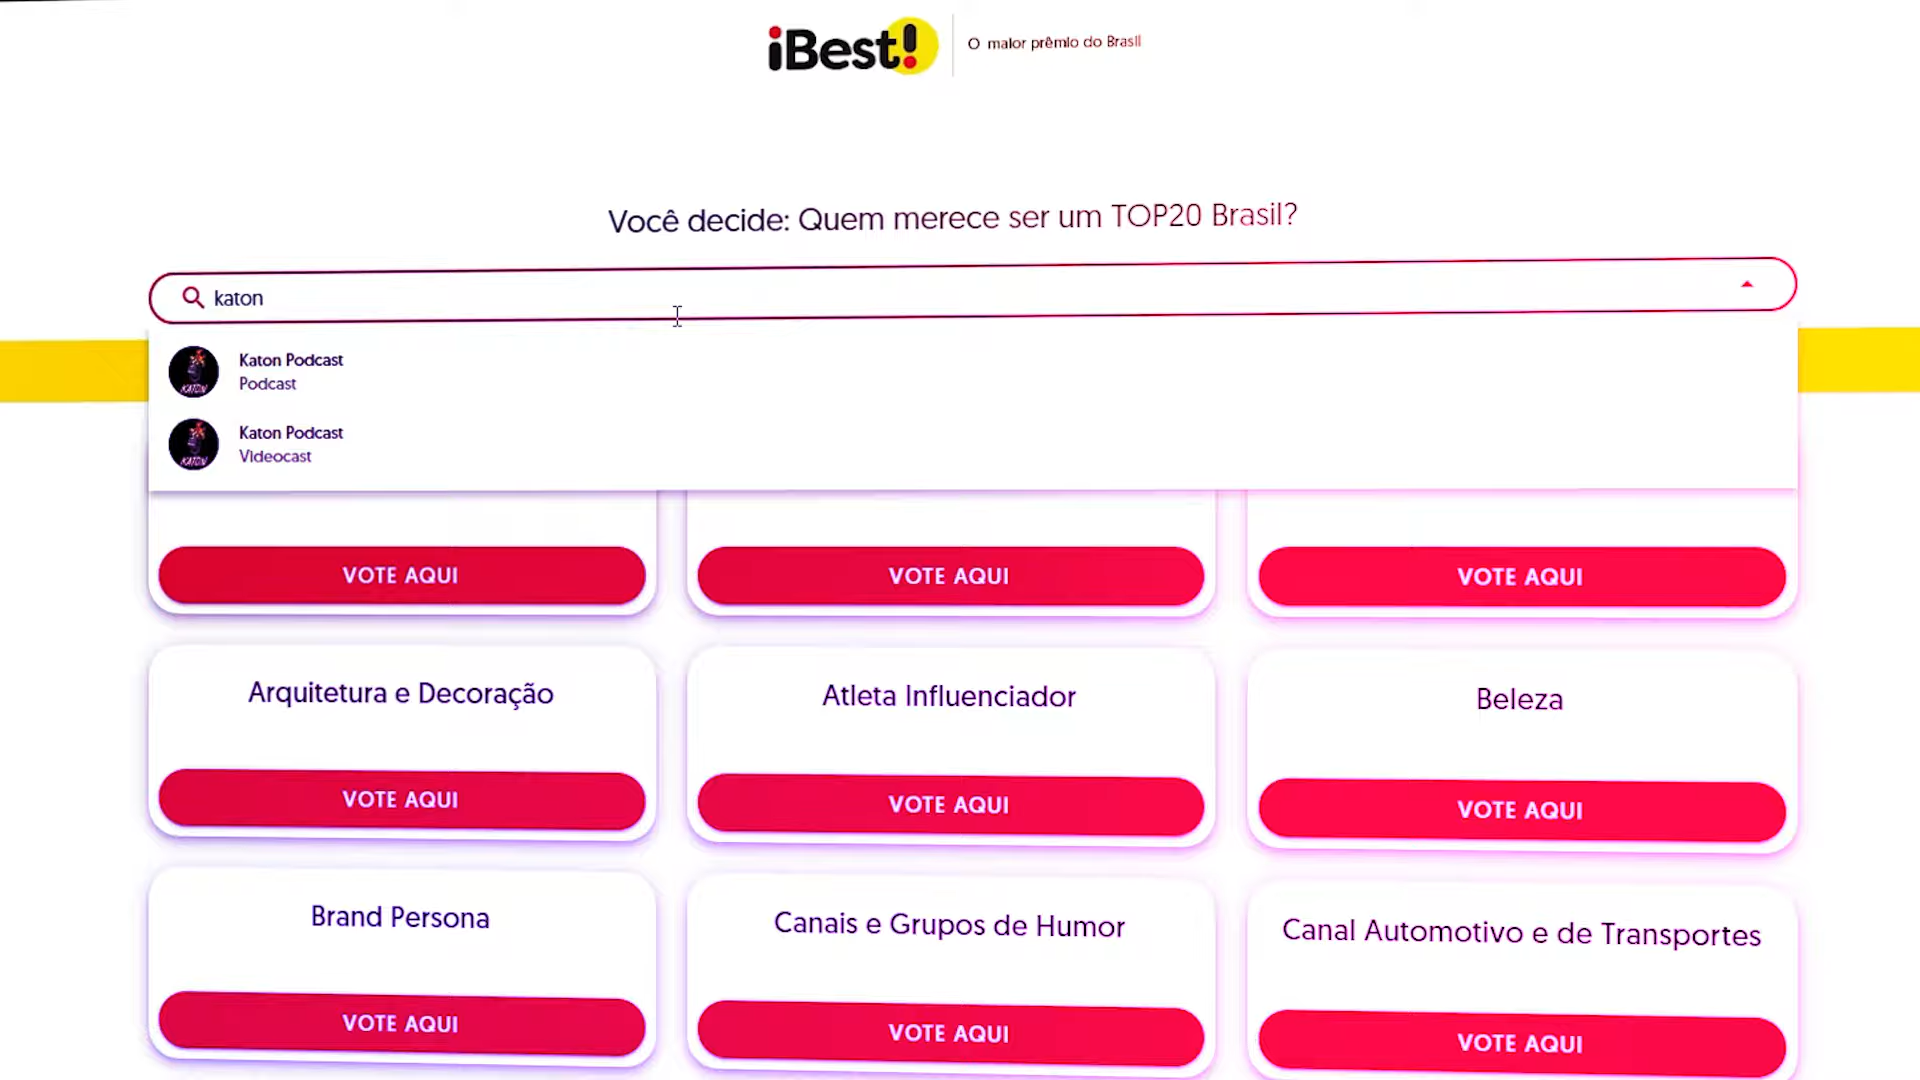 iBest!
O maior prêmio do Brasil
Você decide: Quem merece ser um TOP20 Brasil?
katon
Katon Podcast
Podcast
Katon Podcast
Videocast
VOTE AQUI
VOTE AQUI
VOTE AQUI
Arquitetura e Decoração
Atleta Influenciador
Beleza
VOTE AQUI
VOTE AQUI
VOTE AQUI
Brand Persona
Canais e Grupos de Humor
Canal Automotivo e de Transportes
VOTE AQUI
VOTE AQUI
VOTE AQUI